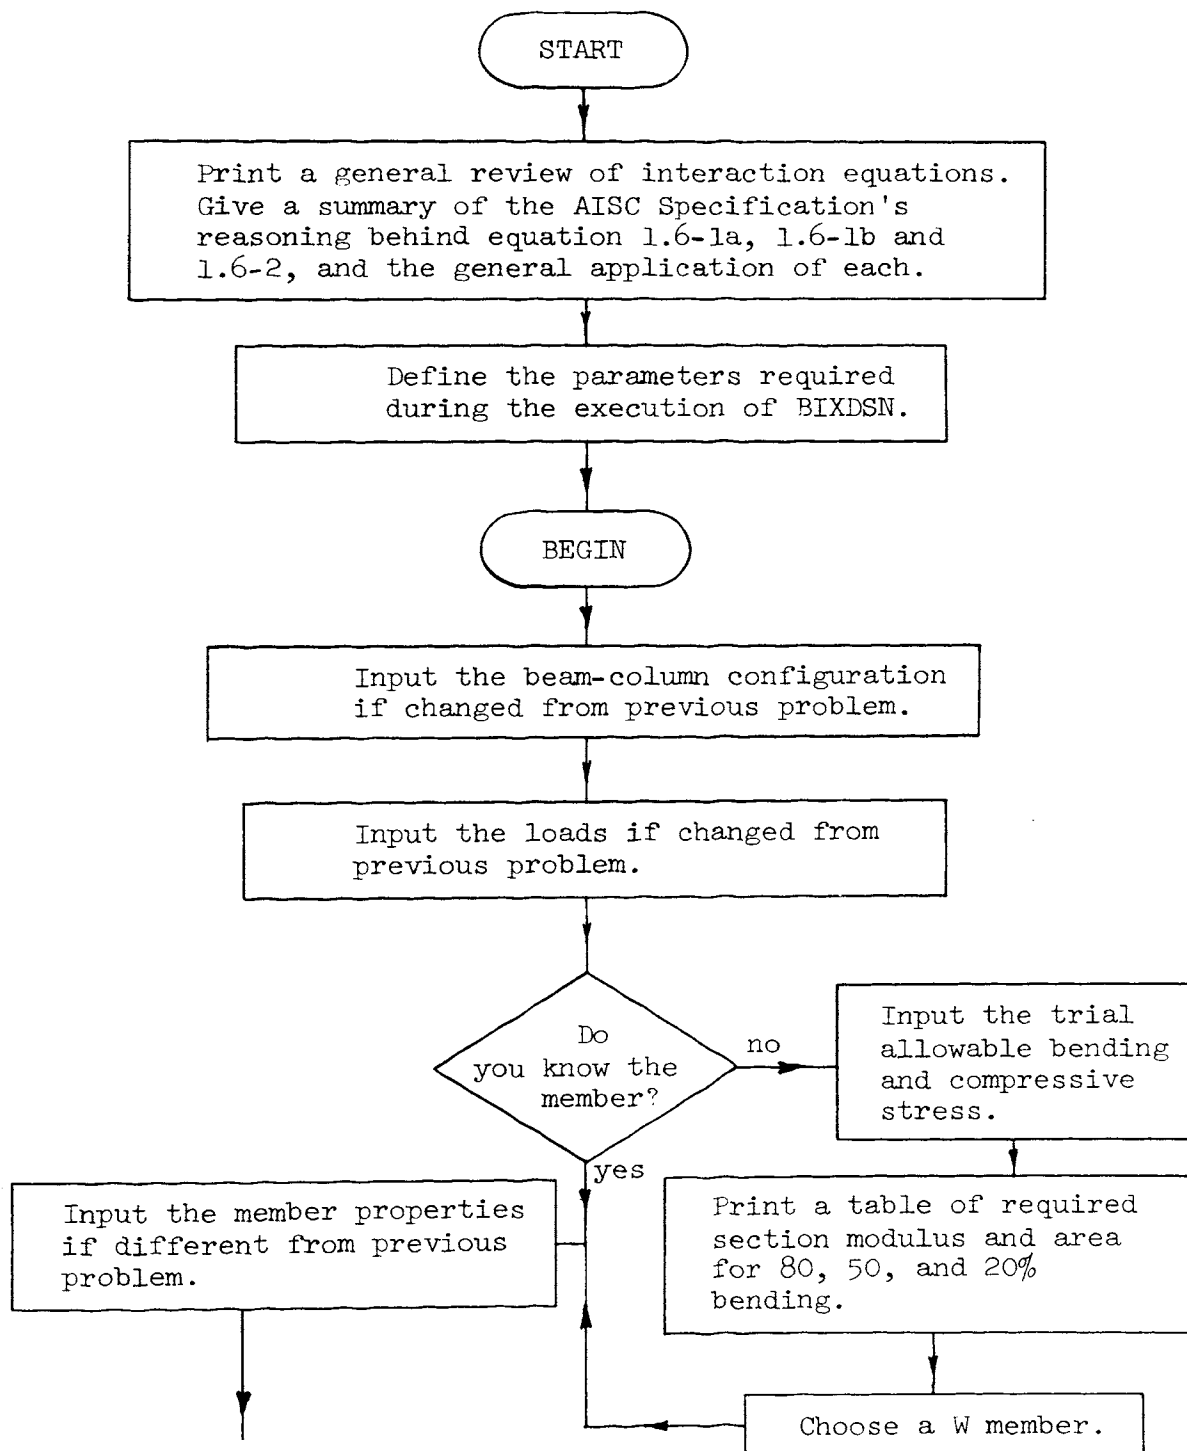 START
Print a general review of interaction equations.
Give a summary of the AISC Specification's
reasoning behind equation 1.6-1a, 1.6-1b and
1.6-2, and the general application of each.
Define the parameters required
during the execution of BIXDSN.
BEGIN
Input the beam-column configuration
if changed from previous problem.
Input the loads if changed from
previous problem.
Do
you know the
member?
no
Input the trial
allowable bending
and compressive
stress.
yes
Print a table of required
section modulus and area
for 80, 50, and 20%
bending.
Input the member properties
if different from previous
problem.
Choose a W member.